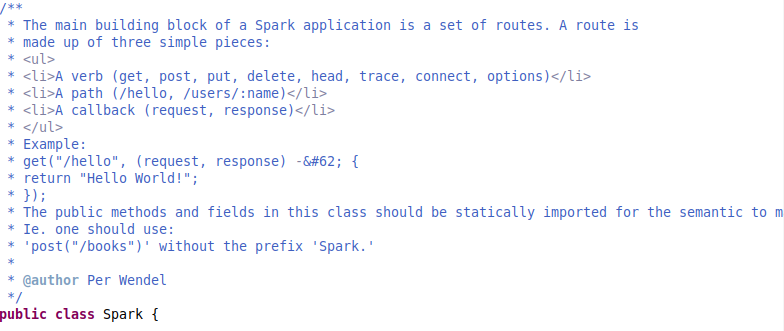 /**
 * The main building block of a Spark application is a set of routes. A route is
 * made up of three simple pieces:
 * <ul>
 * <li>A verb (get, post, put, delete, head, trace, connect, options)</li>
 * <li>A path (/hello, /users/:name)</li>
 * <li>A callback (request, response)</li>
 * </ul>
 * Example:
 * get("/hello", (request, response) -&#62; {
 * return "Hello World!";
 * });
 * The public methods and fields in this class should be statically imported for the semantic to m
 * Ie. one should use:
 * 'post("/books")' without the prefix 'Spark.'
 *
 * @author Per Wendel
 */
public class Spark {